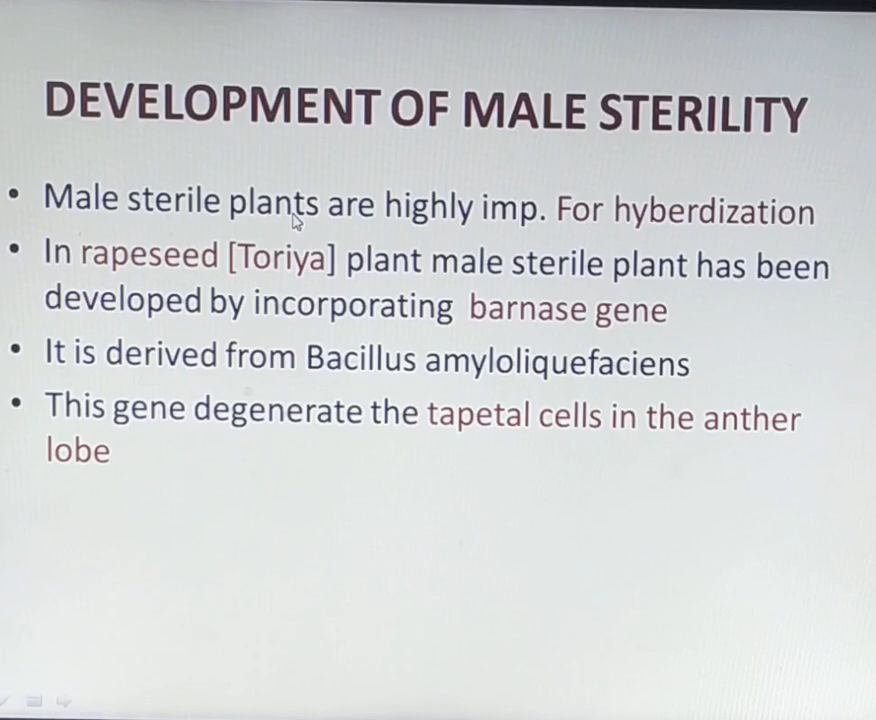 DEVELOPMENT OF MALE STERILITY
• Male sterile plants are highly imp. For hyberdization
• In rapeseed [Toriya] plant male sterile plant has been
developed by incorporating barnase gene
• It is derived from Bacillus amyloliquefaciens
• This gene degenerate the tapetal cells in the anther
lobe